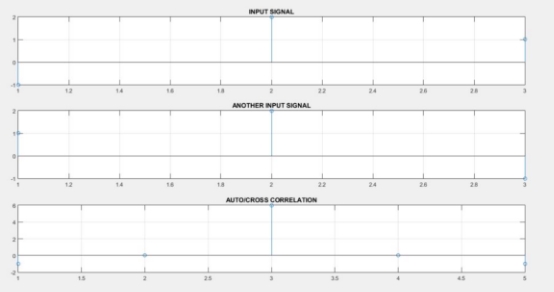 INPUT SIGNAL
2
1
0
-1
1 1.2 1.4 1.6 1.8 2 2.2 2.4 2.6 2.8 3
ANOTHER INPUT SIGNAL
2
1
0
-1
1 1.2 1.4 1.6 1.8 2 2.2 2.4 2.6 2.8 3
AUTO/CROSS CORRELATION
6
4
2
0
-2
1 1.5 2 2.5 3 3.5 4 4.5 5